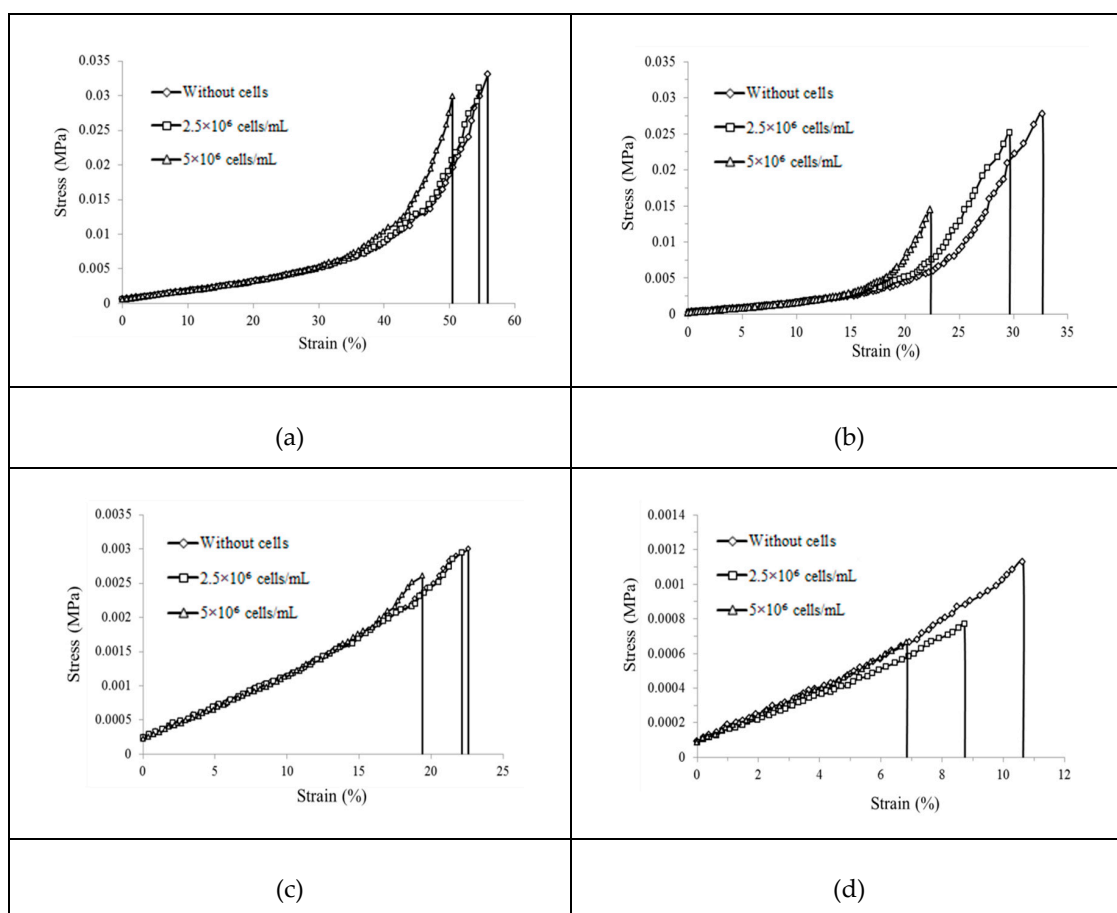 0.035
0.03
0.025
0.02
0.015
0.01
0.005
0
Stress (MPa)
Without cells
2.5×10⁶ cells/mL
5×10⁶ cells/mL
0 10 20 30 40 50 60
Strain (%)
(a)
0.035
0.03
0.025
0.02
0.015
0.01
0.005
0
Stress (MPa)
Without cells
2.5×10⁶ cells/mL
5×10⁶ cells/mL
0 5 10 15 20 25 30 35
Strain (%)
(b)
0.0035
0.003
0.0025
0.002
0.0015
0.001
0.0005
0
Stress (MPa)
Without cells
2.5×10⁶ cells/mL
5×10⁶ cells/mL
0 5 10 15 20 25
Strain (%)
(c)
0.0014
0.0012
0.001
0.0008
0.0006
0.0004
0.0002
0
Stress (MPa)
Without cells
2.5×10⁶ cells/mL
5×10⁶ cells/mL
0 2 4 6 8 10 12
Strain (%)
(d)